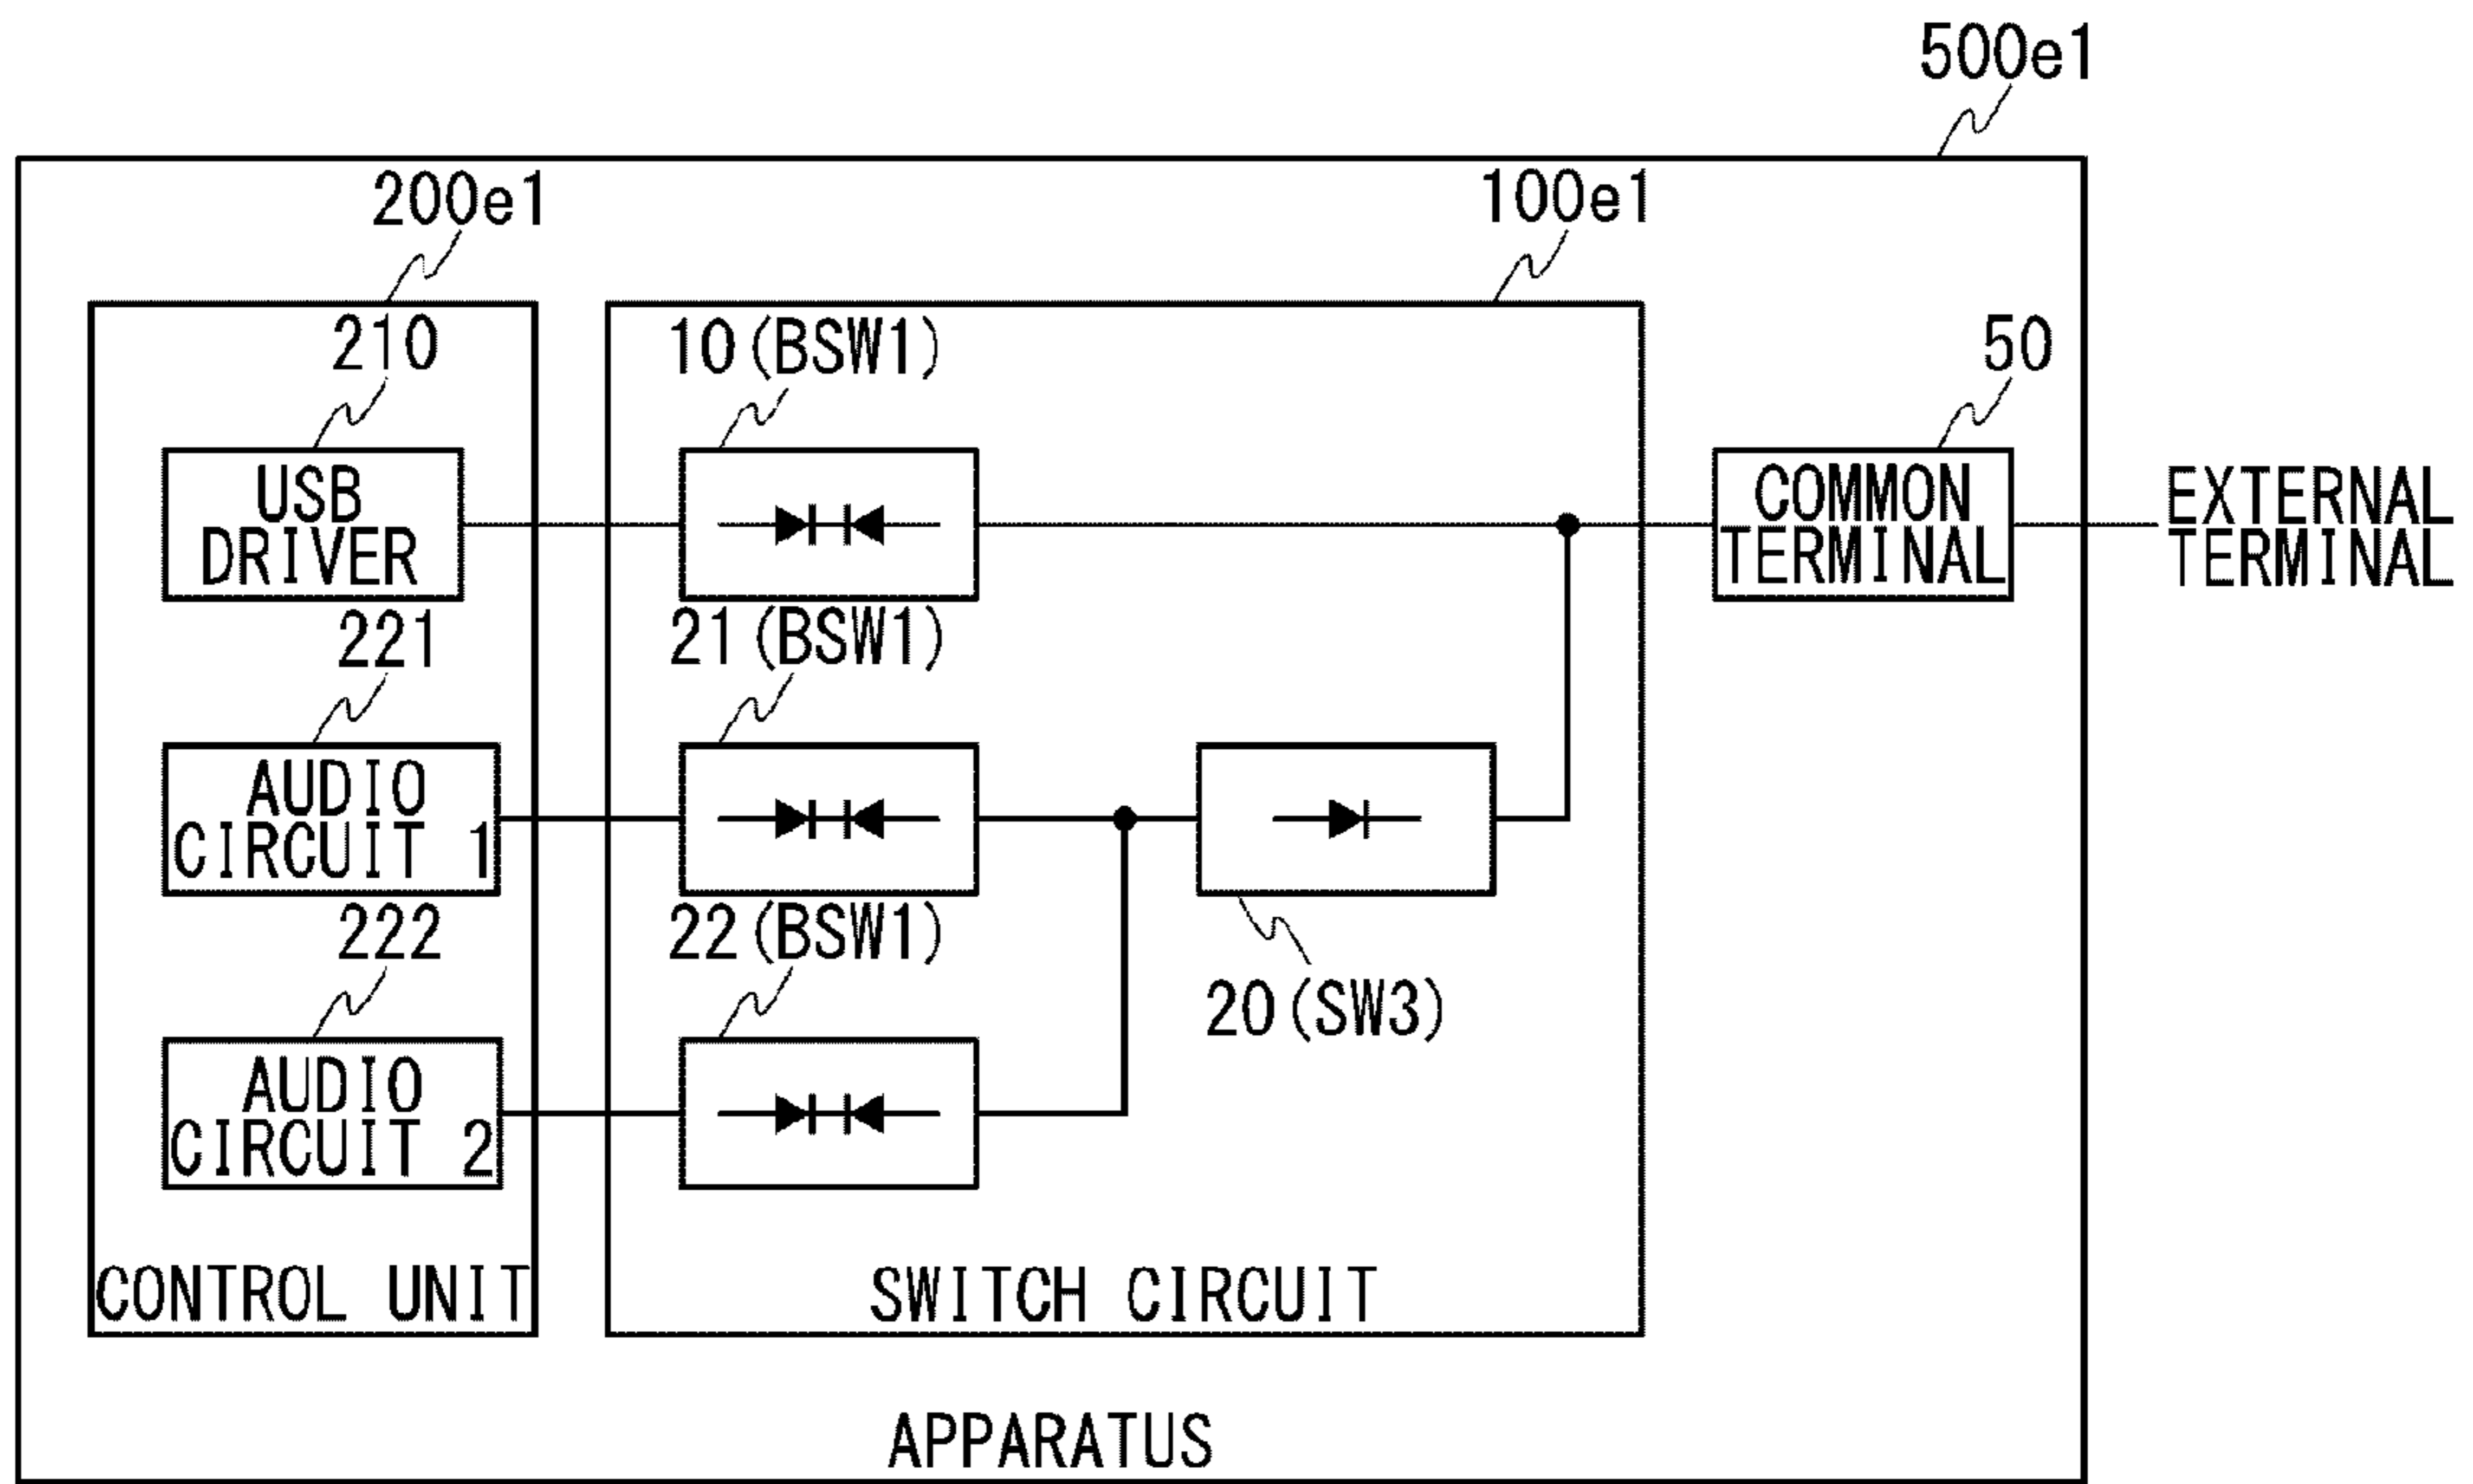 500e1
200e1
100e1
210
10(BSW1)
50
USB
DRIVER
COMMON
TERMINAL
EXTERNAL
TERMINAL
221
21(BSW1)
AUDIO
CIRCUIT 1
222
22(BSW1)
20(SW3)
AUDIO
CIRCUIT 2
CONTROL UNIT
SWITCH CIRCUIT
APPARATUS